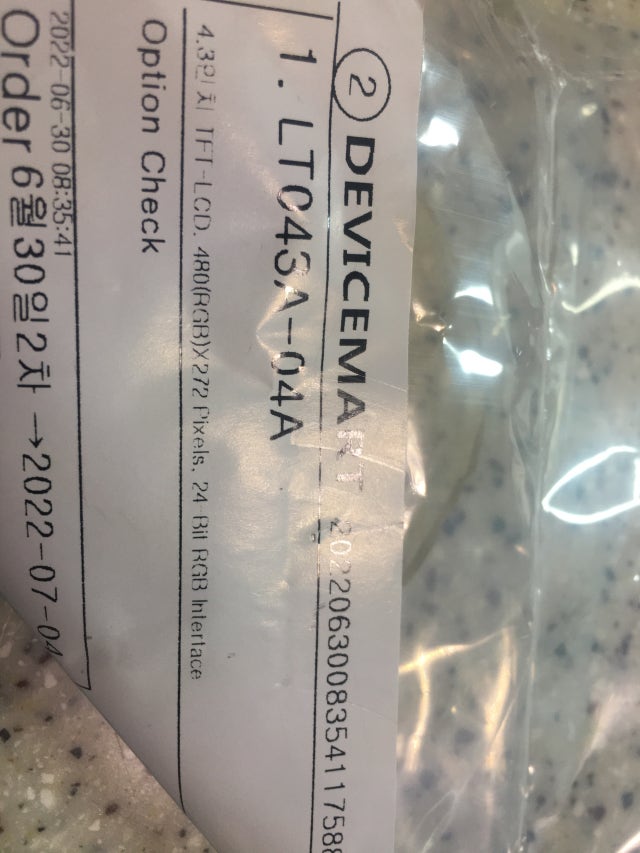 ② DEVICEMART 20220630083541175 88
1. LT043A-04A
4.3인치 TFT-LCD, 480(RGB)X272 Pixels, 24-Bit RGB Interface
Option Check
2022-06-30 08:35:41
Order 6월30일2차 →2022-07-04